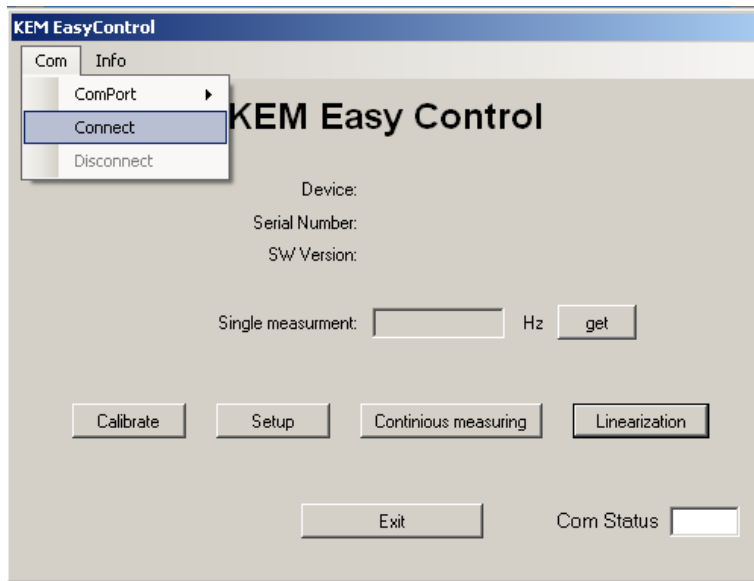 KEM EasyControl
Com Info
ComPort
Connect
Disconnect
KEM Easy Control
Device:
Serial Number:
SW Version:
Single measurment: Hz get
Calibrate Setup Continious measuring Linearization
Exit Com Status